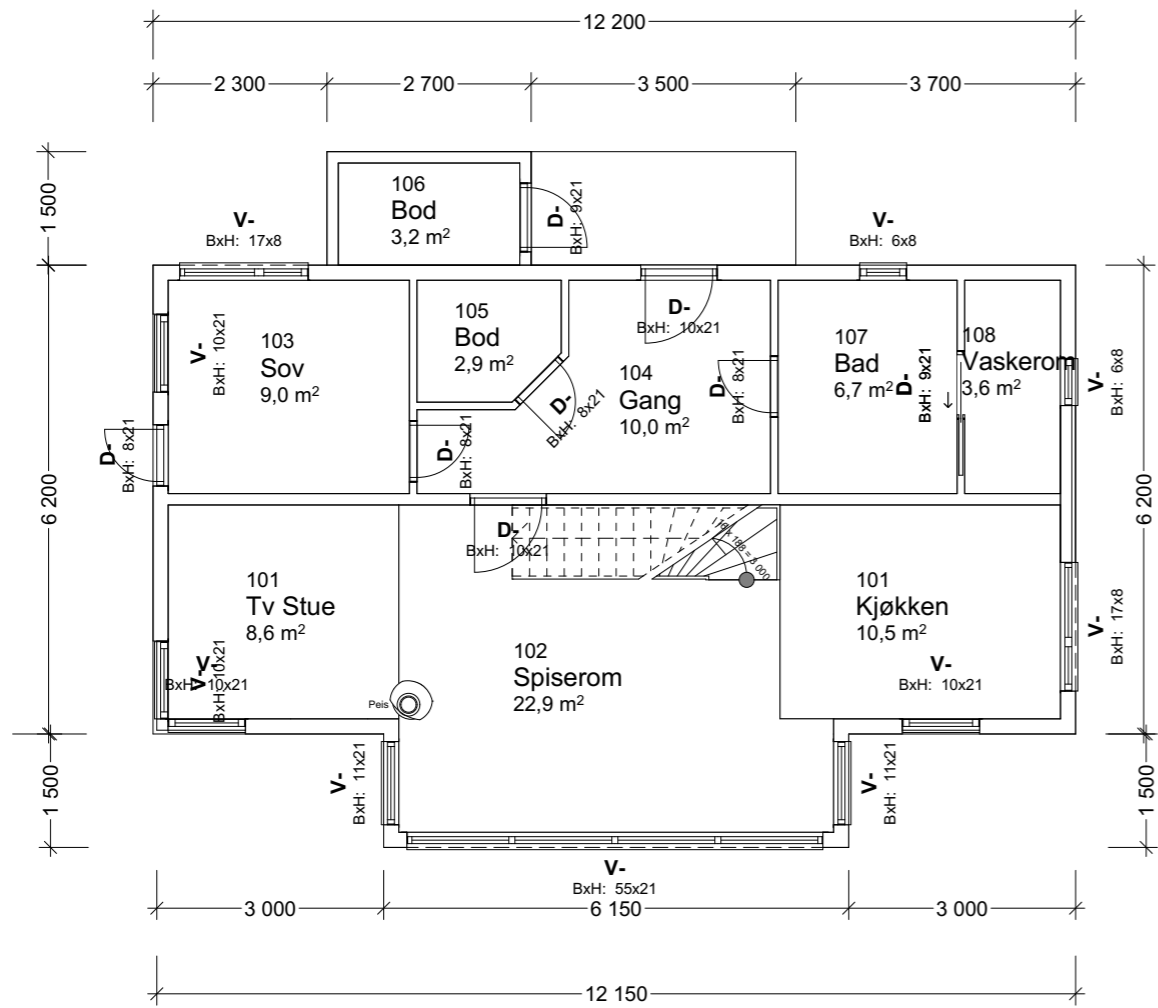 12 200
2 300
2 700
3 500
3 700
1 500
106
Bod
3,2 m²
D-
BxH: 9x21
V-
BxH: 17x8
V-
BxH: 6x8
6 200
6 200
103
Sov
9,0 m²
V-
BxH: 10x21
105
Bod
2,9 m²
D-
BxH: 10x21
104
Gang
10,0 m²
D-
BxH: 8x21
D-
BxH: 8x21
D-
BxH: 8x21
D-
BxH: 8x21
107
Bad
6,7 m²
D-
BxH: 9x21
108
Vaskerom
3,6 m²
V-
BxH: 6x8
D-
BxH: 10x21
101
Tv Stue
8,6 m²
V-
BxH: 10x21
V-
BxH: 10x21
Peis
102
Spiserom
22,9 m²
101
Kjøkken
10,5 m²
V-
BxH: 10x21
V-
BxH: 17x8
1 500
V-
BxH: 11x21
V-
BxH: 11x21
1 500
V-
BxH: 55x21
3 000
6 150
3 000
12 150